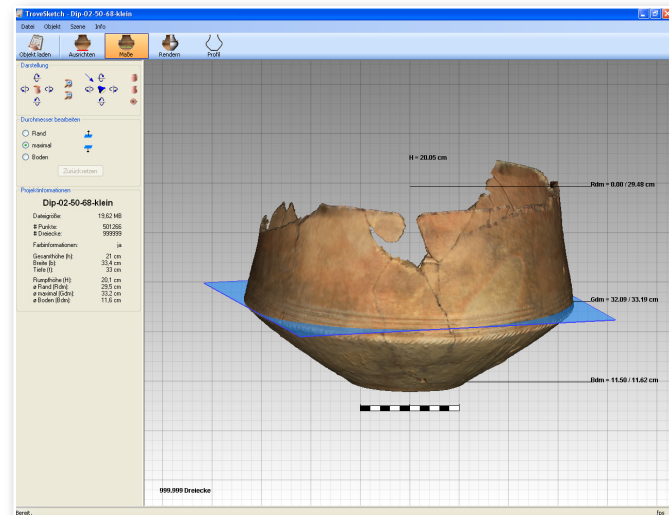 TroveSketch - Dip-02-50-68-klein
Datei Objekt Szene Info
Objekt laden Ausrichten Maße Rendern Profil
Darstellung
Durchmesser bearbeiten
Rand
maximal
Boden
Zurücksetzen
Projektinformationen
Dip-02-50-68-klein
Dateigröße: 19,62 MB
# Punkte: 501266
# Dreiecke: 999999
Farbinformationen: ja
Gesamthöhe (h): 21 cm
Breite (b): 33,4 cm
Tiefe (t): 33 cm
Rumpfhöhe (H): 20,1 cm
ø Rand (Rdm): 29,5 cm
ø maximal (Gdm): 33,2 cm
ø Boden (Bdm): 11,6 cm
H = 20.05 cm
Rdm = 0.00 / 29.48 cm
Gdm = 32.09 / 33.19 cm
Bdm = 11.50 / 11.62 cm
999.999 Dreiecke
Bereit. fps